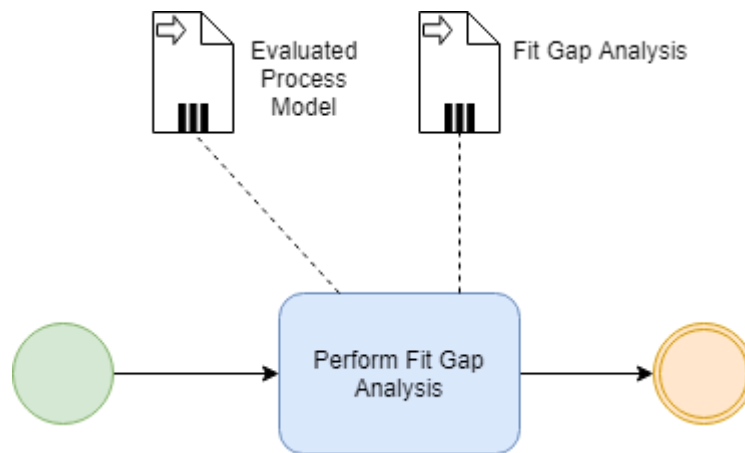 Evaluated
Process
Model
Fit Gap Analysis
Perform Fit Gap
Analysis